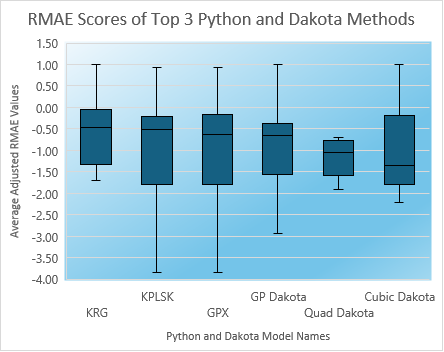 RMAE Scores of Top 3 Python and Dakota Methods
1.50
1.00
0.50
0.00
-0.50
-1.00
-1.50
-2.00
-2.50
-3.00
-3.50
-4.00
Average Adjusted RMAE Values
KPLSK GP Dakota Cubic Dakota
KRG GPX Quad Dakota
Python and Dakota Model Names